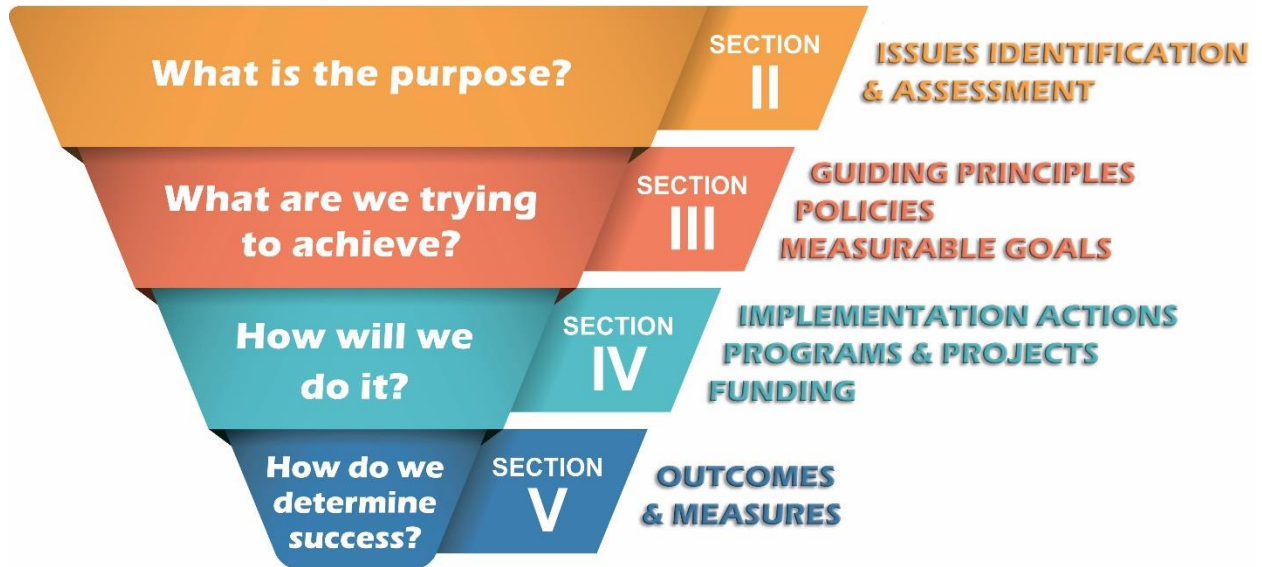 What is the purpose?
SECTION
II
ISSUES IDENTIFICATION
& ASSESSMENT
What are we trying
to achieve?
SECTION
III
GUIDING PRINCIPLES
POLICIES
MEASURABLE GOALS
How will we
do it?
SECTION
IV
IMPLEMENTATION ACTIONS
PROGRAMS & PROJECTS
FUNDING
How do we
determine
success?
SECTION
V
OUTCOMES
& MEASURES